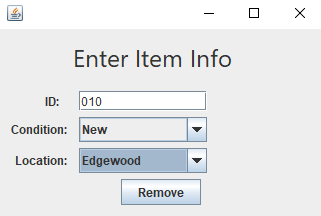 Enter Item Info
ID: 010
Condition: New
Location: Edgewood
Remove